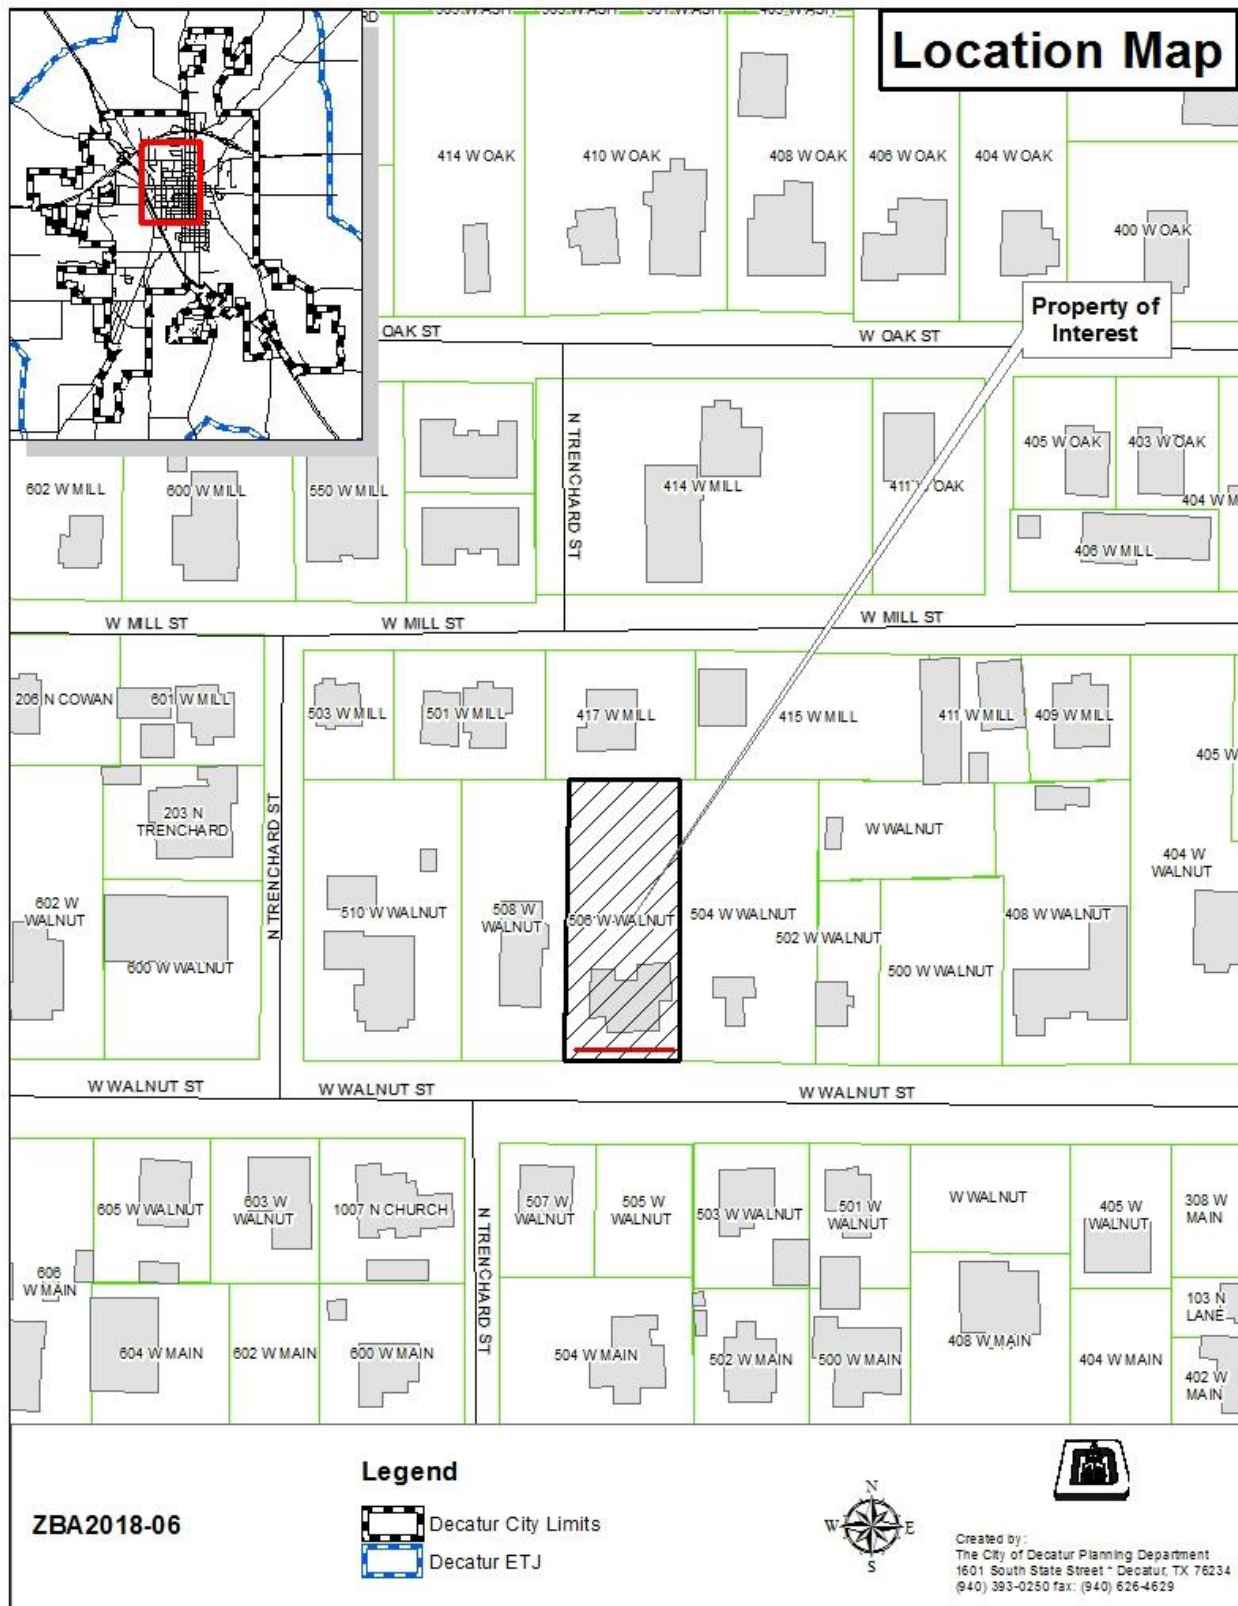 Location Map
RD
414 W OAK
410 W OAK
408 W OAK
406 W OAK
404 W OAK
400 W OAK
Property of
Interest
OAK ST
W OAK ST
N TRENCHARD ST
602 W MILL
600 W MILL
550 W MILL
414 W MILL
411 W OAK
405 W OAK
403 W OAK
404 W M
406 W MILL
W MILL ST
W MILL ST
W MILL ST
206 N COWAN
601 W MILL
503 W MILL
501 W MILL
417 W MILL
415 W MILL
411 W MILL
409 W MILL
405 W
203 N
TRENCHARD
N TRENCHARD ST
W WALNUT
404 W
WALNUT
602 W
WALNUT
600 W WALNUT
510 W WALNUT
508 W
WALNUT
506 W WALNUT
504 W WALNUT
502 W WALNUT
500 W WALNUT
408 W WALNUT
W WALNUT ST
W WALNUT ST
W WALNUT ST
605 W WALNUT
603 W
WALNUT
1007 N CHURCH
N TRENCHARD ST
507 W
WALNUT
505 W
WALNUT
503 W WALNUT
501 W
WALNUT
W WALNUT
405 W
WALNUT
308 W
MAIN
606
W MAIN
604 W MAIN
602 W MAIN
600 W MAIN
504 W MAIN
502 W MAIN
500 W MAIN
408 W MAIN
404 W MAIN
103 N
LANE
402 W
MAIN
Legend
ZBA2018-06
Decatur City Limits
Decatur ETJ
N
W
E
S
Created by:
The City of Decatur Planning Department
1601 South State Street * Decatur, TX 76234
(940) 393-0250 fax: (940) 626-4629